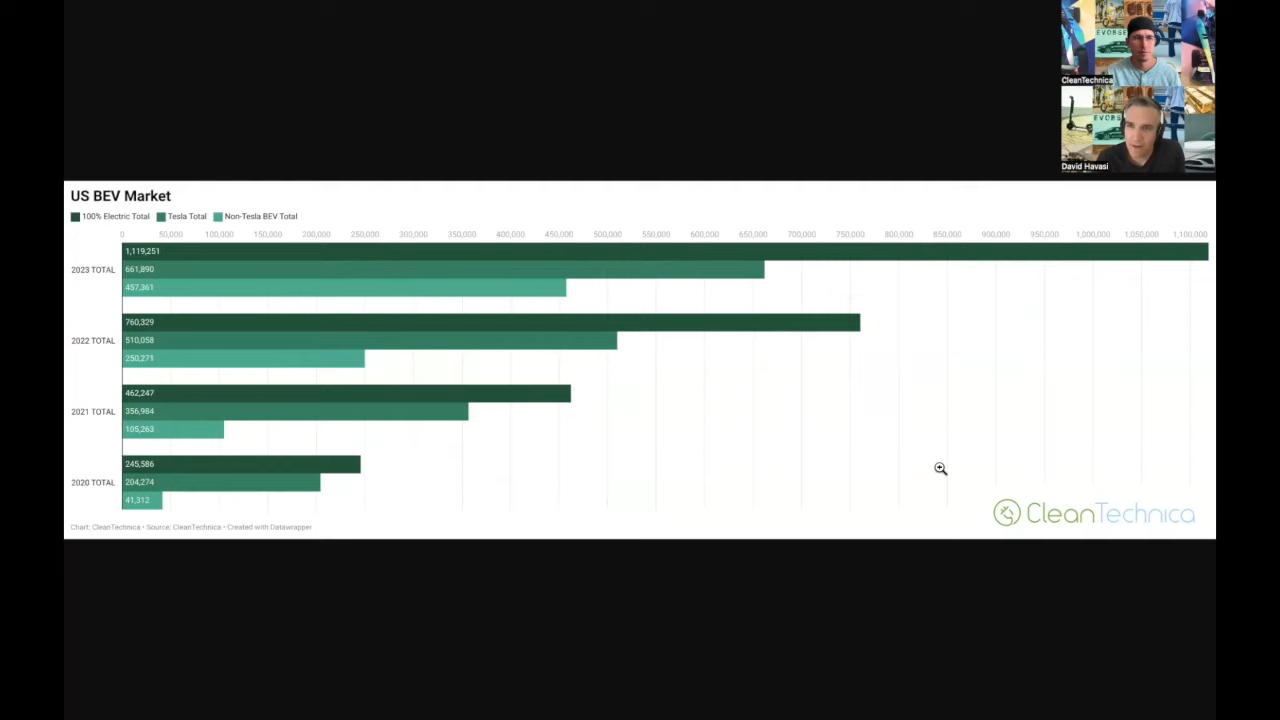 CleanTechnica
David Havasi
US BEV Market
100% Electric Total Tesla Total Non-Tesla BEV Total
0 50,000 100,000 150,000 200,000 250,000 300,000 350,000 400,000 450,000 500,000 550,000 600,000 650,000 700,000 750,000 800,000 850,000 900,000 950,000 1,000,000 1,050,000 1,100,000
1,119,251
2023 TOTAL 661,890
457,361
760,329
2022 TOTAL 510,058
250,271
462,247
2021 TOTAL 356,984
105,263
245,586
2020 TOTAL 204,274
41,312
CleanTechnica
Chart: CleanTechnica • Source: CleanTechnica • Created with Datawrapper